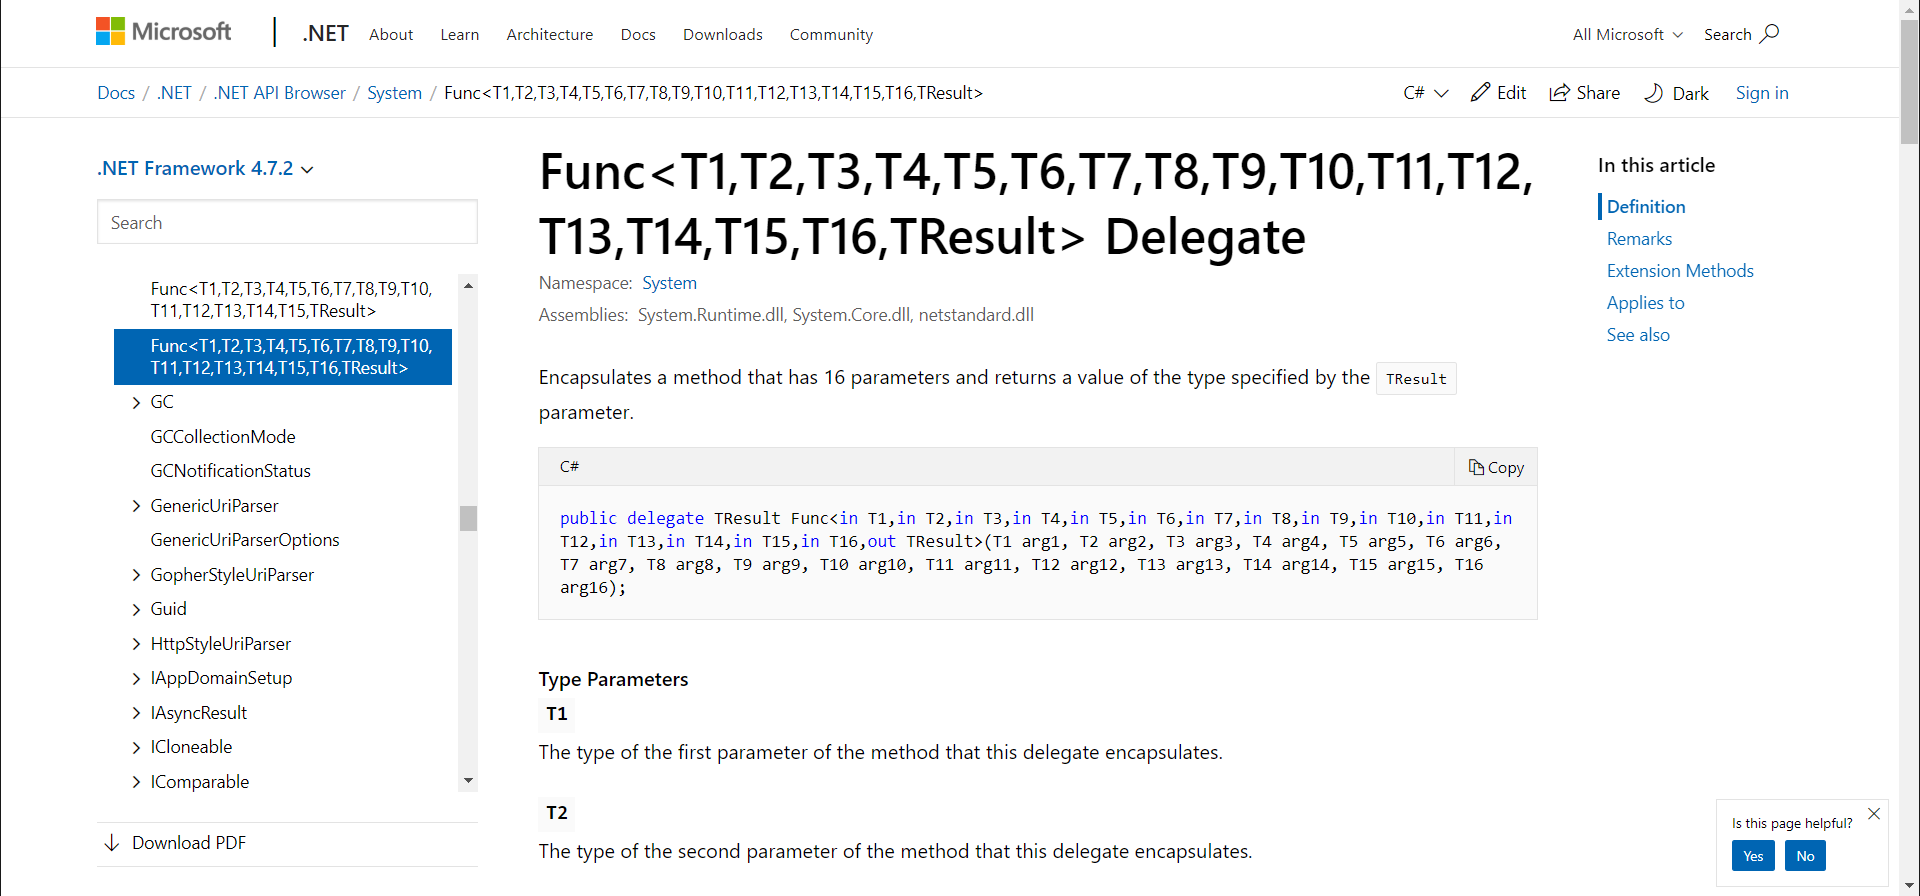 Microsoft
.NET
About
Learn
Architecture
Docs
Downloads
Community
All Microsoft
Search
Docs / .NET / .NET API Browser / System / Func<T1,T2,T3,T4,T5,T6,T7,T8,T9,T10,T11,T12,T13,T14,T15,T16,TResult>
C#
Edit
Share
Dark
Sign in
.NET Framework 4.7.2
Search
Func<T1,T2,T3,T4,T5,T6,T7,T8,T9,T10,
T11,T12,T13,T14,T15,TResult>
Func<T1,T2,T3,T4,T5,T6,T7,T8,T9,T10,
T11,T12,T13,T14,T15,T16,TResult>
GC
GCCollectionMode
GCNotificationStatus
GenericUriParser
GenericUriParserOptions
GopherStyleUriParser
Guid
HttpStyleUriParser
IAppDomainSetup
IAsyncResult
ICloneable
IComparable
Download PDF
Func<T1,T2,T3,T4,T5,T6,T7,T8,T9,T10,T11,T12,
T13,T14,T15,T16,TResult> Delegate
Namespace: System
Assemblies: System.Runtime.dll, System.Core.dll, netstandard.dll
Encapsulates a method that has 16 parameters and returns a value of the type specified by the TResult
parameter.
C#
Copy
public delegate TResult Func<in T1,in T2,in T3,in T4,in T5,in T6,in T7,in T8,in T9,in T10,in T11,in
T12,in T13,in T14,in T15,in T16,out TResult>(T1 arg1, T2 arg2, T3 arg3, T4 arg4, T5 arg5, T6 arg6,
T7 arg7, T8 arg8, T9 arg9, T10 arg10, T11 arg11, T12 arg12, T13 arg13, T14 arg14, T15 arg15, T16
arg16);
Type Parameters
T1
The type of the first parameter of the method that this delegate encapsulates.
T2
The type of the second parameter of the method that this delegate encapsulates.
In this article
Definition
Remarks
Extension Methods
Applies to
See also
Is this page helpful?
Yes
No